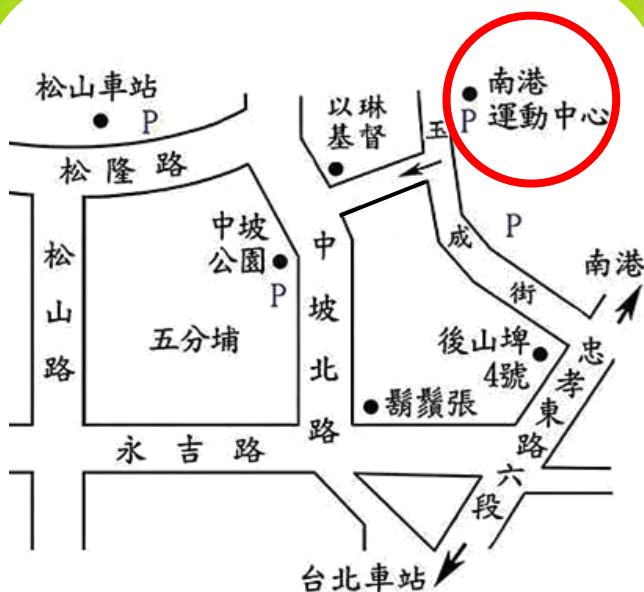 松山車站
P
以琳
基督
南港
運動中心
P
松隆路
玉成街
P
中坡
公園
P
中坡北路
松山路
五分埔
南港
後山埤
4號
鬍鬚張
忠孝東路六段
永吉路
台北車站